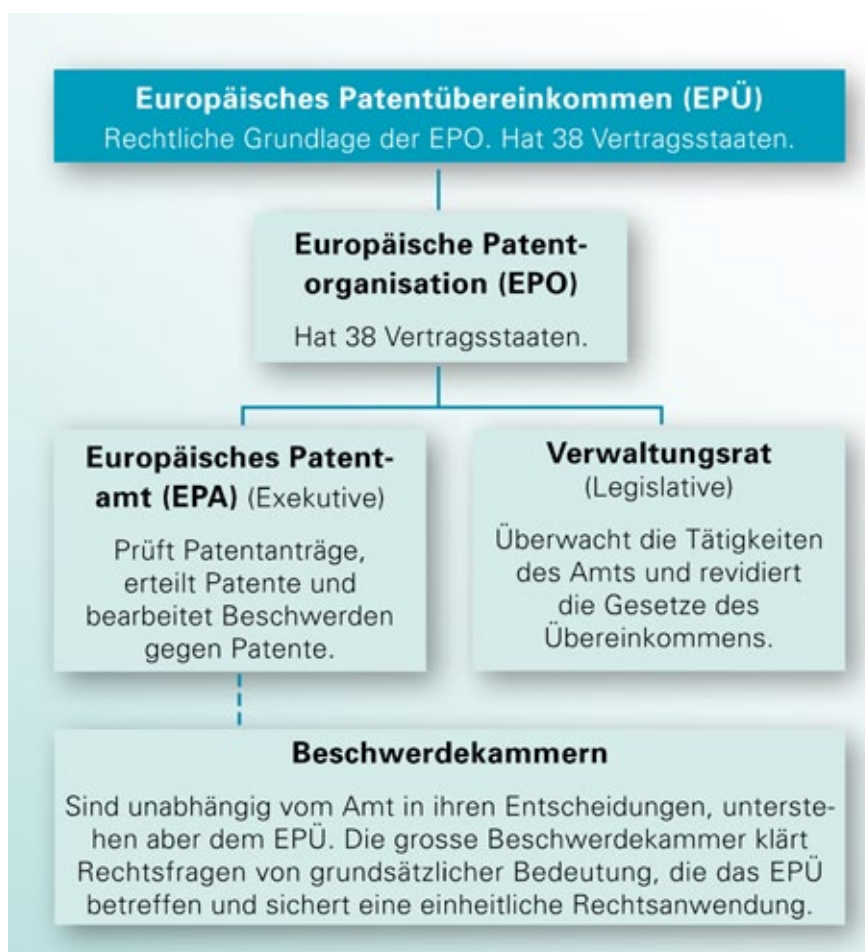 Europäisches Patentübereinkommen (EPÜ)
Rechtliche Grundlage der EPO. Hat 38 Vertragsstaaten.
Europäische Patent-
organisation (EPO)
Hat 38 Vertragsstaaten.
Europäisches Patent-
amt (EPA) (Exekutive)
Prüft Patentanträge,
erteilt Patente und
bearbeitet Beschwerden
gegen Patente.
Verwaltungsrat
(Legislative)
Überwacht die Tätigkeiten
des Amts und revidiert
die Gesetze des
Übereinkommens.
Beschwerdekammern
Sind unabhängig vom Amt in ihren Entscheidungen, unterste-
hen aber dem EPÜ. Die grosse Beschwerdekammer klärt
Rechtsfragen von grundsätzlicher Bedeutung, die das EPÜ
betreffen und sichert eine einheitliche Rechtsanwendung.